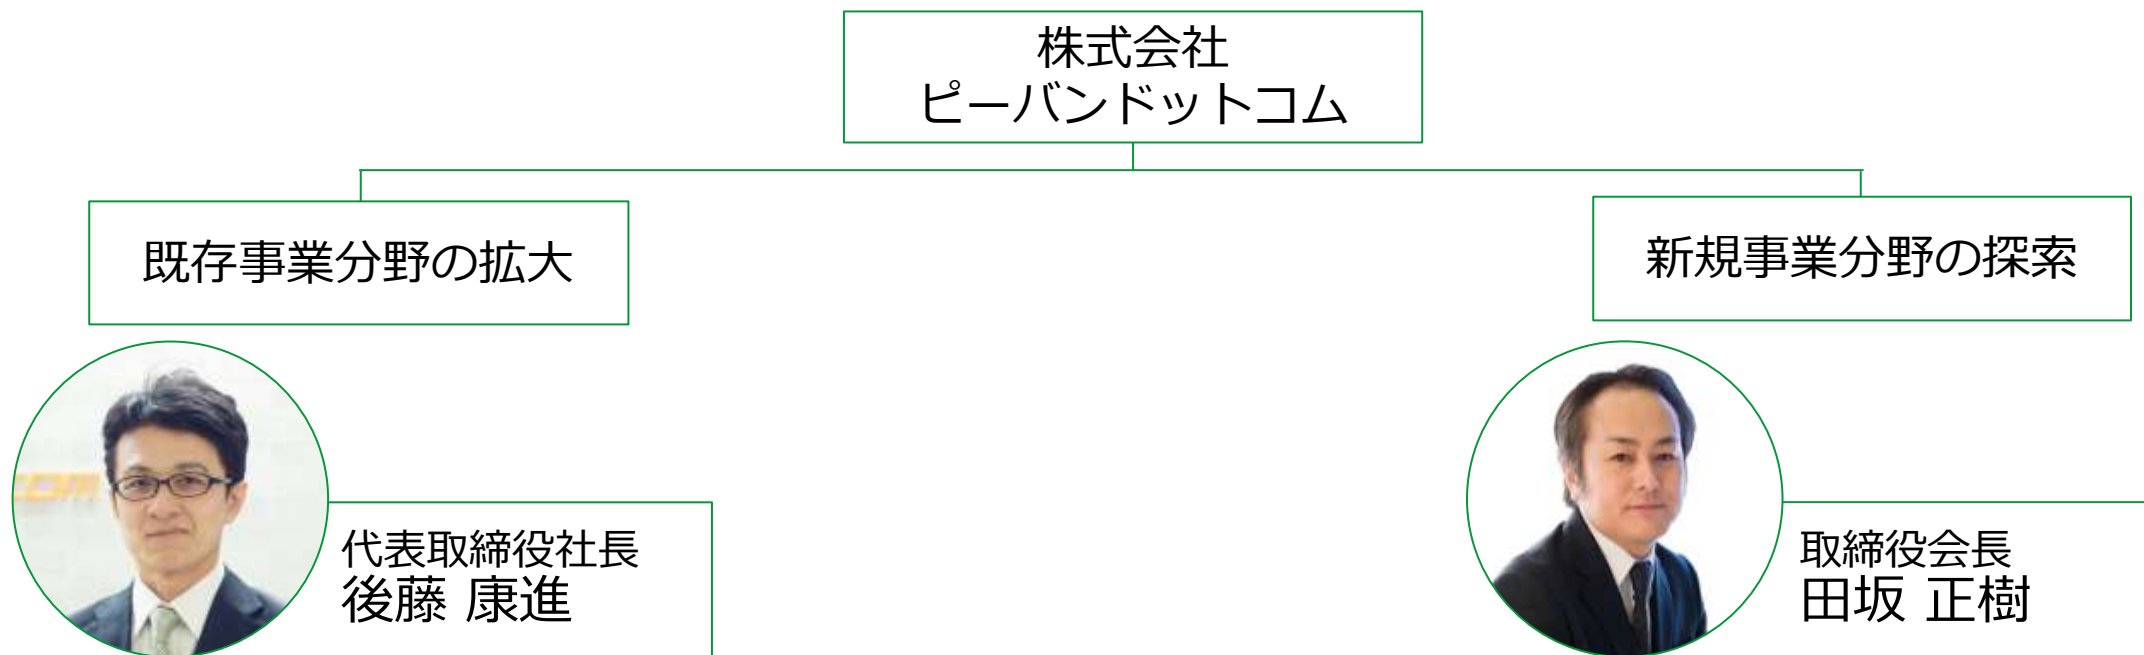 株式会社
ピーバンドットコム
既存事業分野の拡大
新規事業分野の探索
代表取締役社長
後藤 康進
取締役会長
田坂 正樹